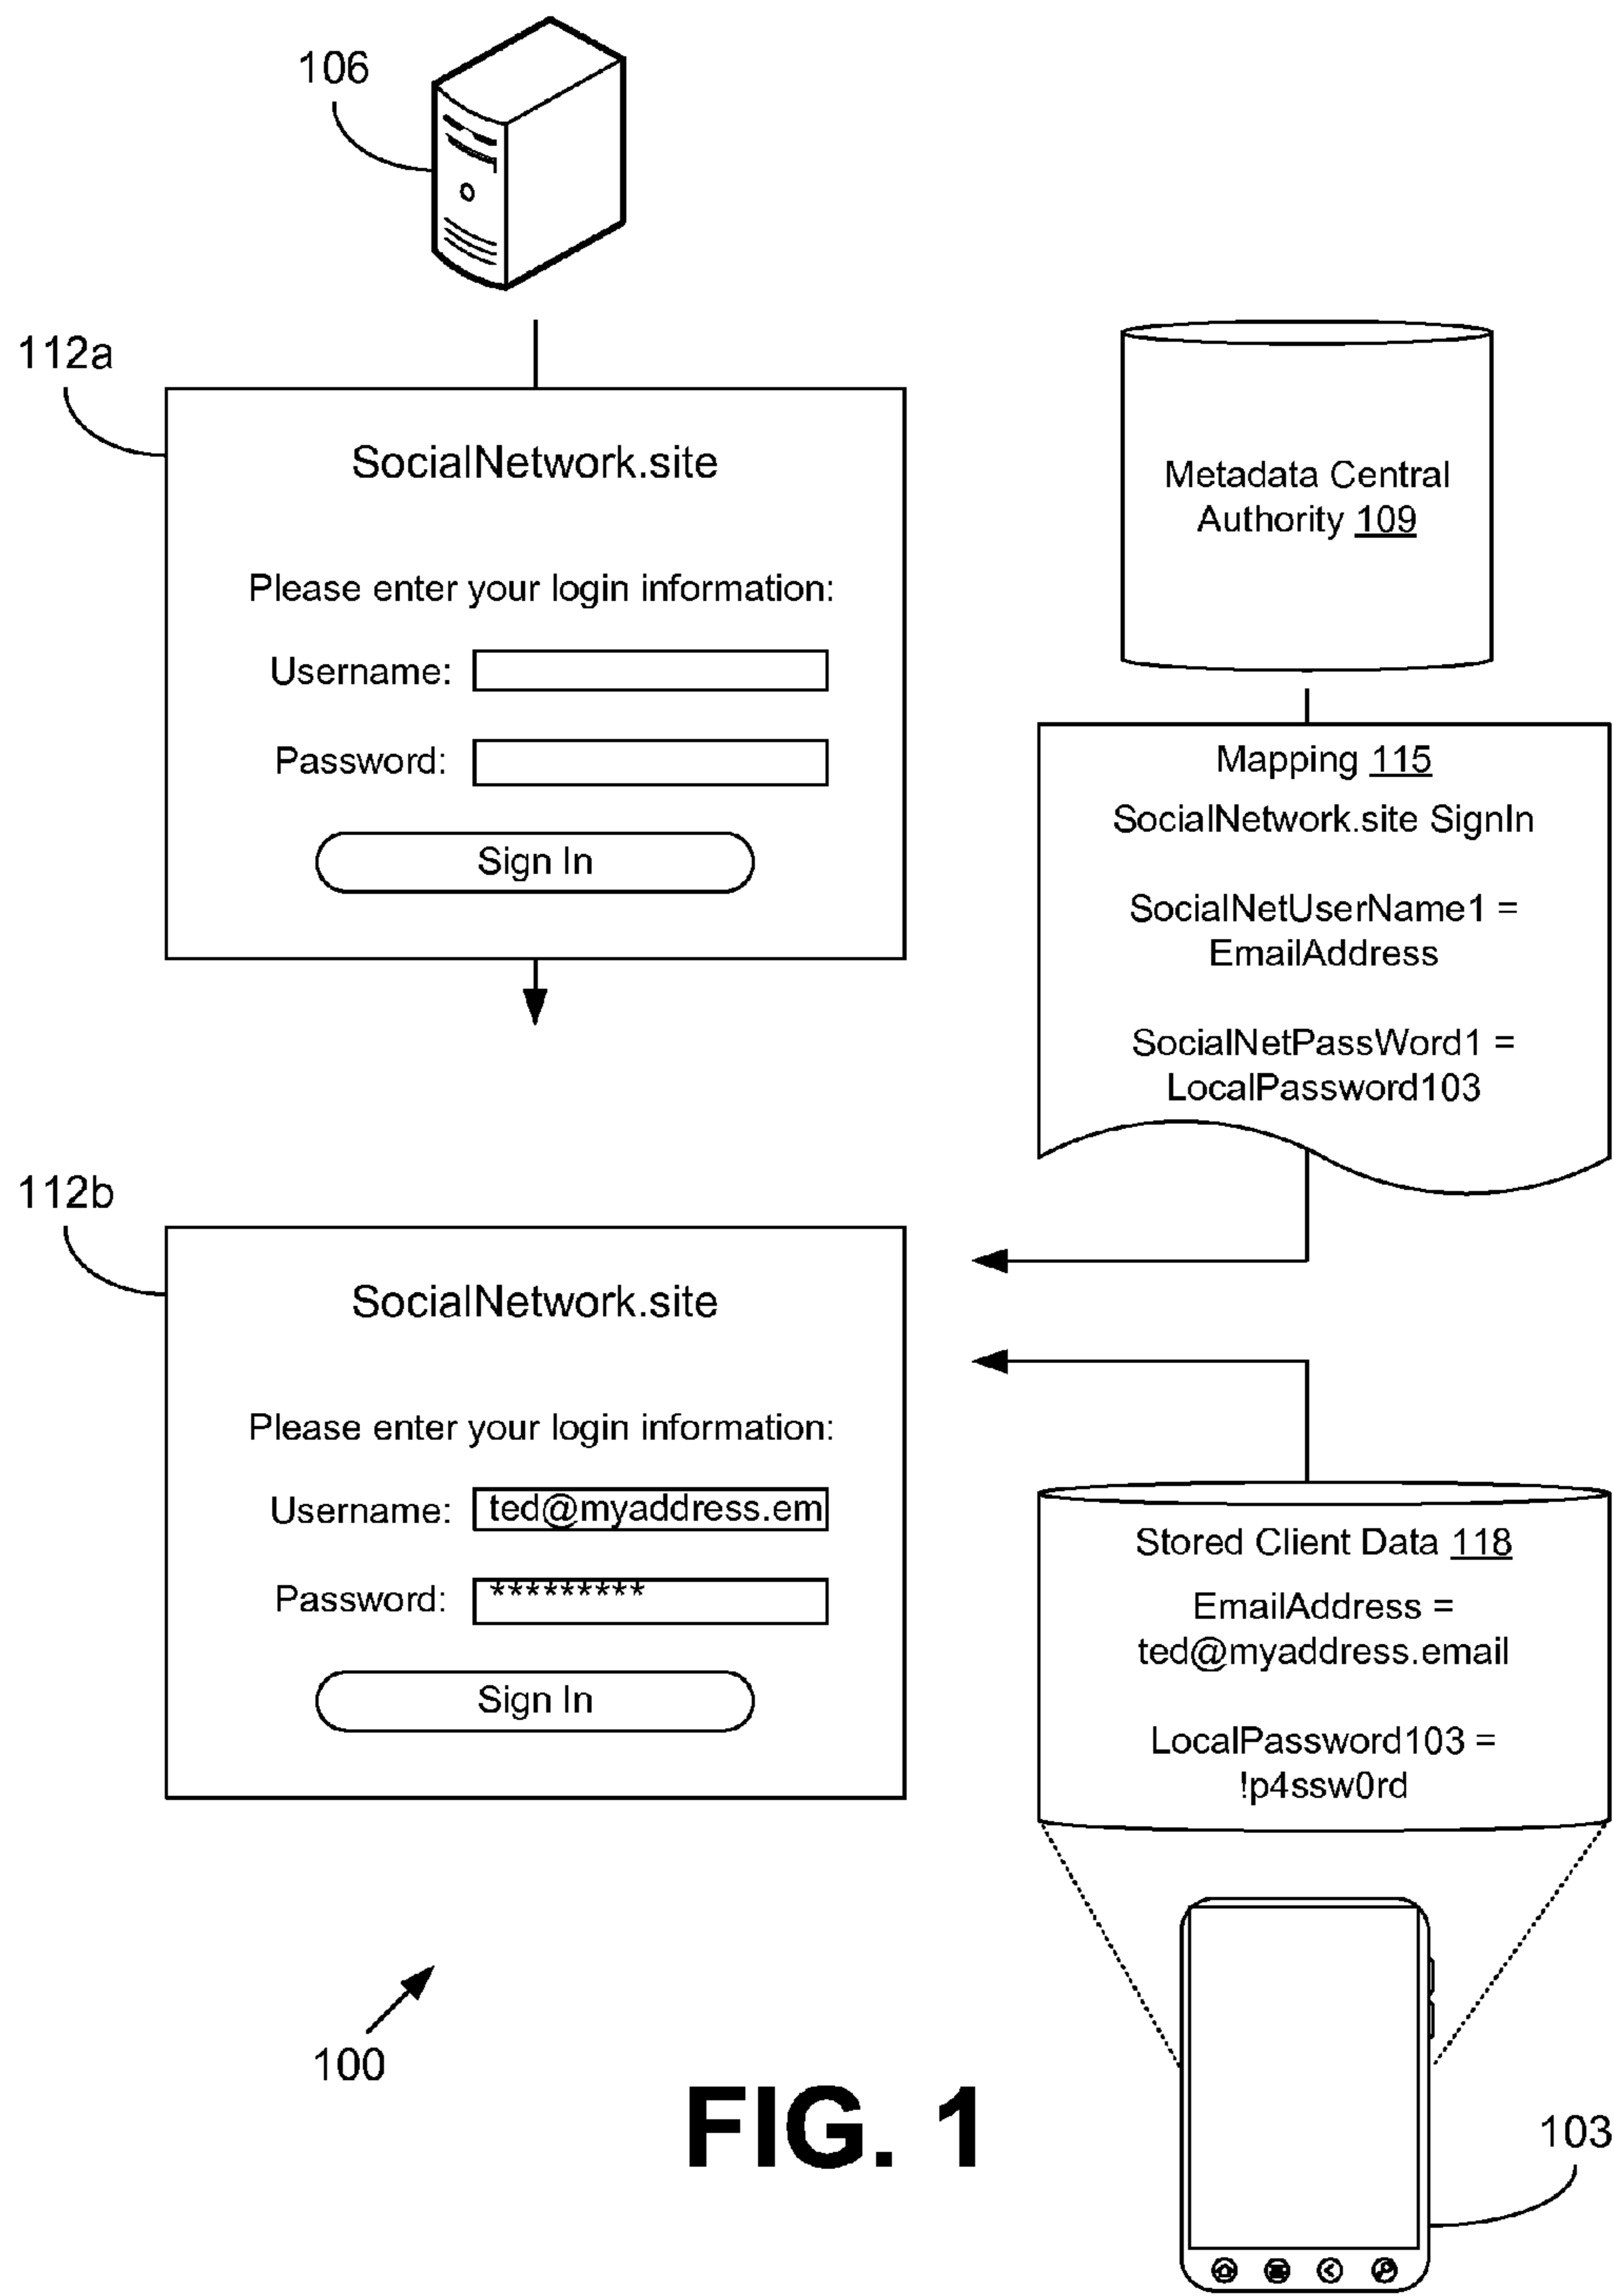 106
112a
SocialNetwork.site
Please enter your login information:
Username:
Password:
Sign In
Metadata Central
Authority 109
Mapping 115
SocialNetwork.site SignIn
SocialNetUserName1 =
EmailAddress
SocialNetPassWord1 =
LocalPassword103
112b
SocialNetwork.site
Please enter your login information:
Username: ted@myaddress.em
Password: *********
Sign In
Stored Client Data 118
EmailAddress =
ted@myaddress.email
LocalPassword103 =
!p4ssw0rd
100
FIG. 1
103